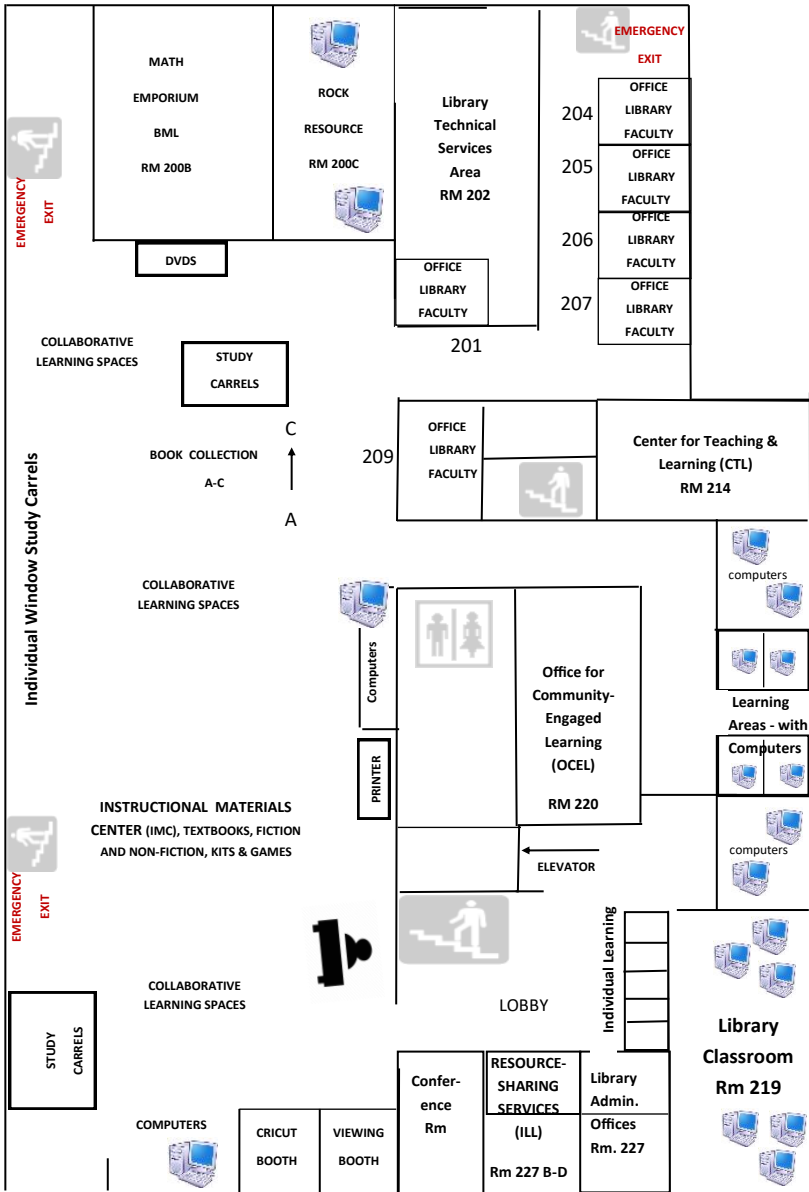 MATH
EMPORIUM
BML
RM 200B
ROCK
RESOURCE
RM 200C
Library
Technical
Services
Area
RM 202
EMERGENCY
EXIT
204
OFFICE
LIBRARY
FACULTY
205
OFFICE
LIBRARY
FACULTY
206
OFFICE
LIBRARY
FACULTY
207
OFFICE
LIBRARY
FACULTY
EMERGENCY
EXIT
DVDS
OFFICE
LIBRARY
FACULTY
201
COLLABORATIVE
LEARNING SPACES
STUDY
CARRELS
BOOK COLLECTION
A-C
C
A
209
OFFICE
LIBRARY
FACULTY
Center for Teaching &
Learning (CTL)
RM 214
Individual Window Study Carrels
COLLABORATIVE
LEARNING SPACES
Computers
PRINTER
Office for
Community-
Engaged
Learning
(OCEL)
RM 220
computers
Learning
Areas - with
Computers
computers
INSTRUCTIONAL MATERIALS
CENTER (IMC), TEXTBOOKS, FICTION
AND NON-FICTION, KITS & GAMES
ELEVATOR
EMERGENCY
EXIT
COLLABORATIVE
LEARNING SPACES
LOBBY
Individual Learning
Library
Classroom
Rm 219
STUDY
CARRELS
COMPUTERS
CRICUT
BOOTH
VIEWING
BOOTH
Confer-
ence
Rm
RESOURCE-
SHARING
SERVICES
(ILL)
Rm 227 B-D
Library
Admin.
Offices
Rm. 227